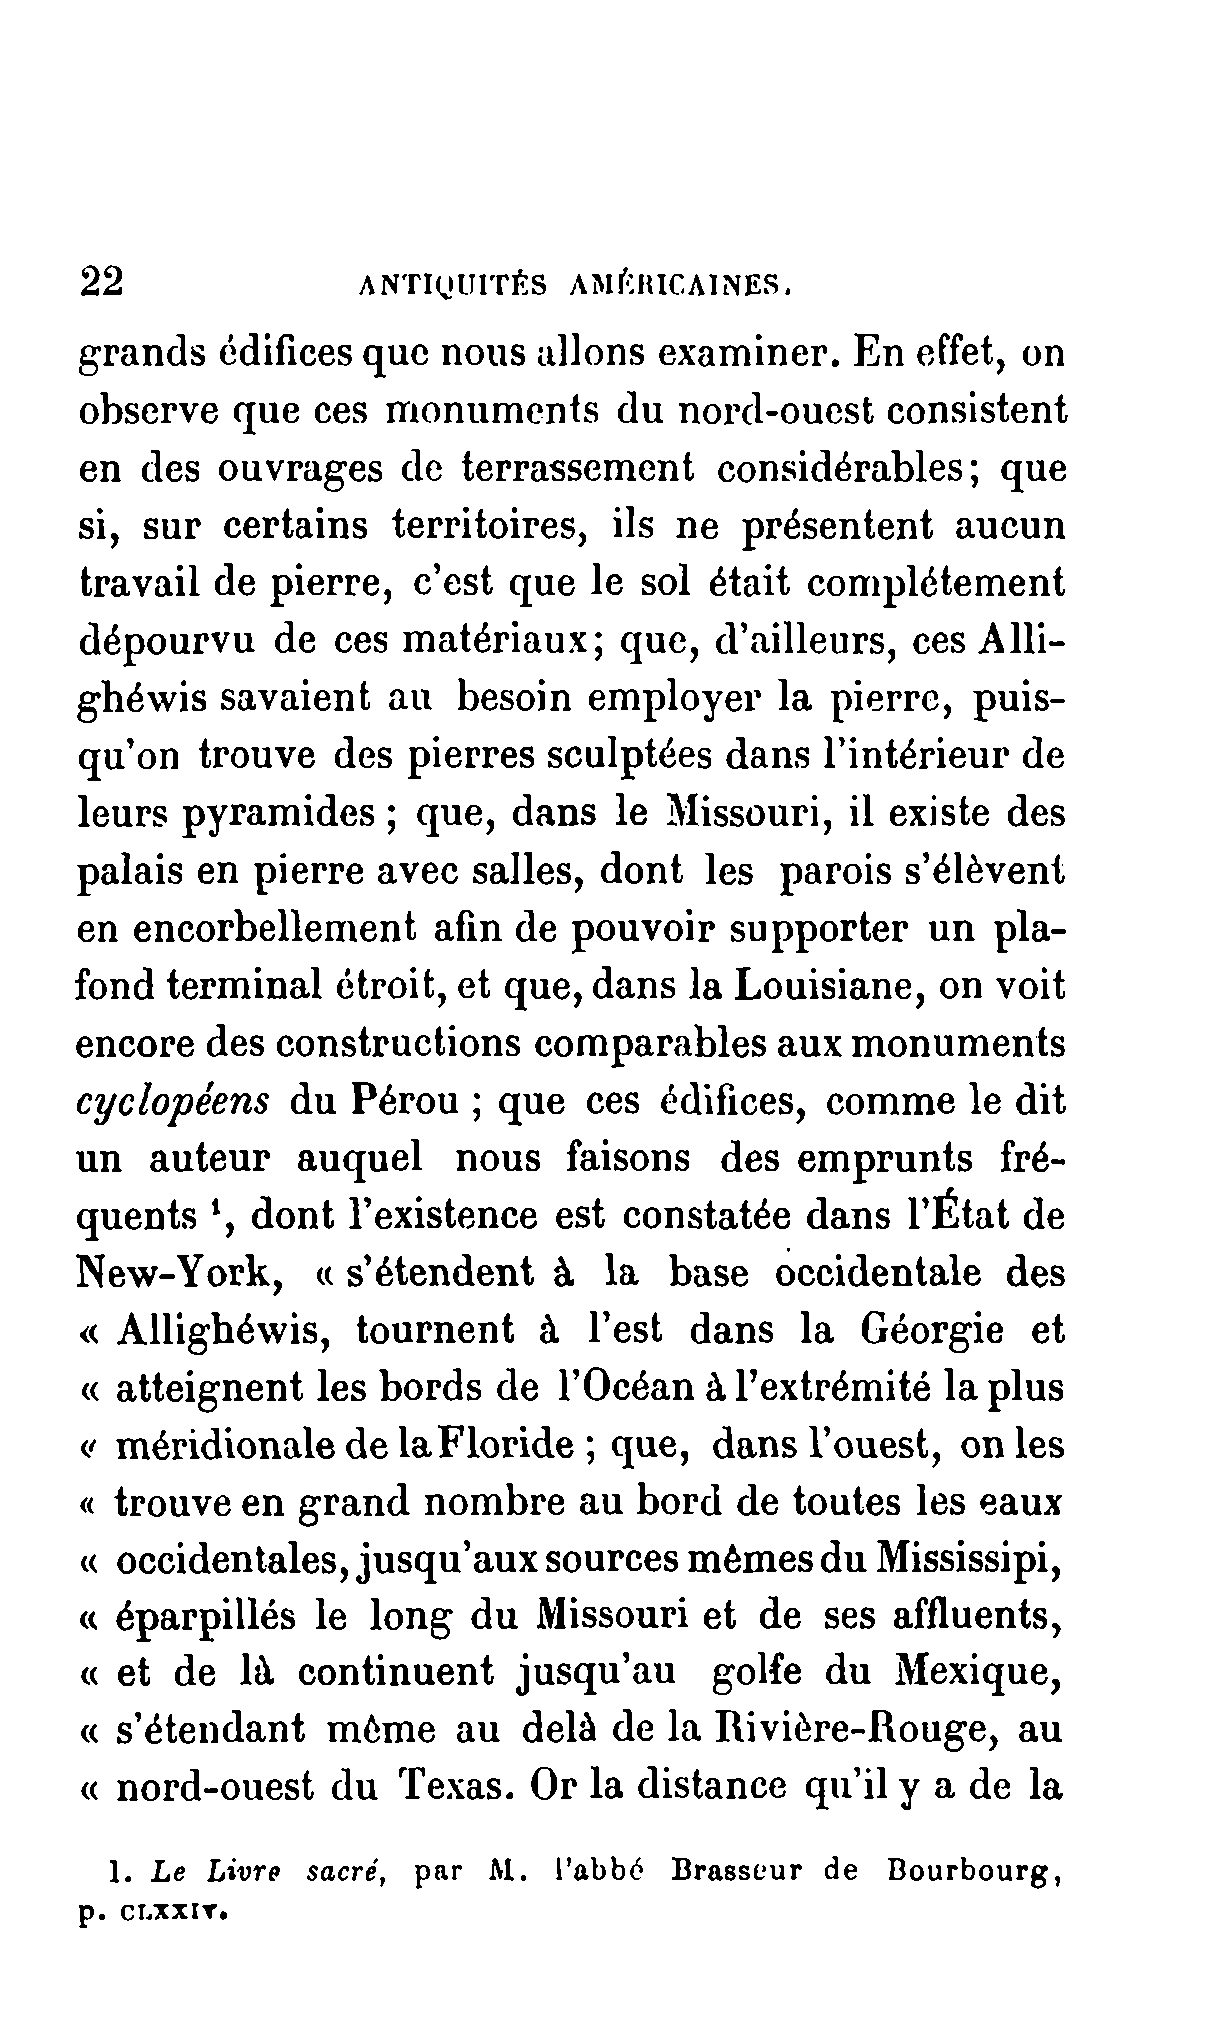 22 ANTIQUITÉS AMÉRICAINES.
grands édifices que nous allons examiner. En effet, on
observe que ces monuments du nord-ouest consistent
en des ouvrages de terrassement considérables; que
si, sur certains territoires, ils ne présentent aucun
travail de pierre, c'est que le sol était complétement
dépourvu de ces matériaux; que, d'ailleurs, ces Alli-
ghéwis savaient au besoin employer la pierre, puis-
qu'on trouve des pierres sculptées dans l'intérieur de
leurs pyramides ; que, dans le Missouri, il existe des
palais en pierre avec salles, dont les parois s'élèvent
en encorbellement afin de pouvoir supporter un pla-
fond terminal étroit, et que, dans la Louisiane, on voit
encore des constructions comparables aux monuments
cyclopéens du Pérou ; que ces édifices, comme le dit
un auteur auquel nous faisons des emprunts fré-
quents ¹, dont l'existence est constatée dans l'État de
New-York, « s'étendent à la base occidentale des
« Allighéwis, tournent à l'est dans la Géorgie et
« atteignent les bords de l'Océan à l'extrémité la plus
« méridionale de la Floride ; que, dans l'ouest, on les
« trouve en grand nombre au bord de toutes les eaux
« occidentales, jusqu'aux sources mêmes du Mississipi,
« éparpillés le long du Missouri et de ses affluents,
« et de là continuent jusqu'au golfe du Mexique,
« s'étendant même au delà de la Rivière-Rouge, au
« nord-ouest du Texas. Or la distance qu'il y a de la
1. Le Livre sacré, par M. l'abbé Brasseur de Bourbourg,
p. CLXXIV.